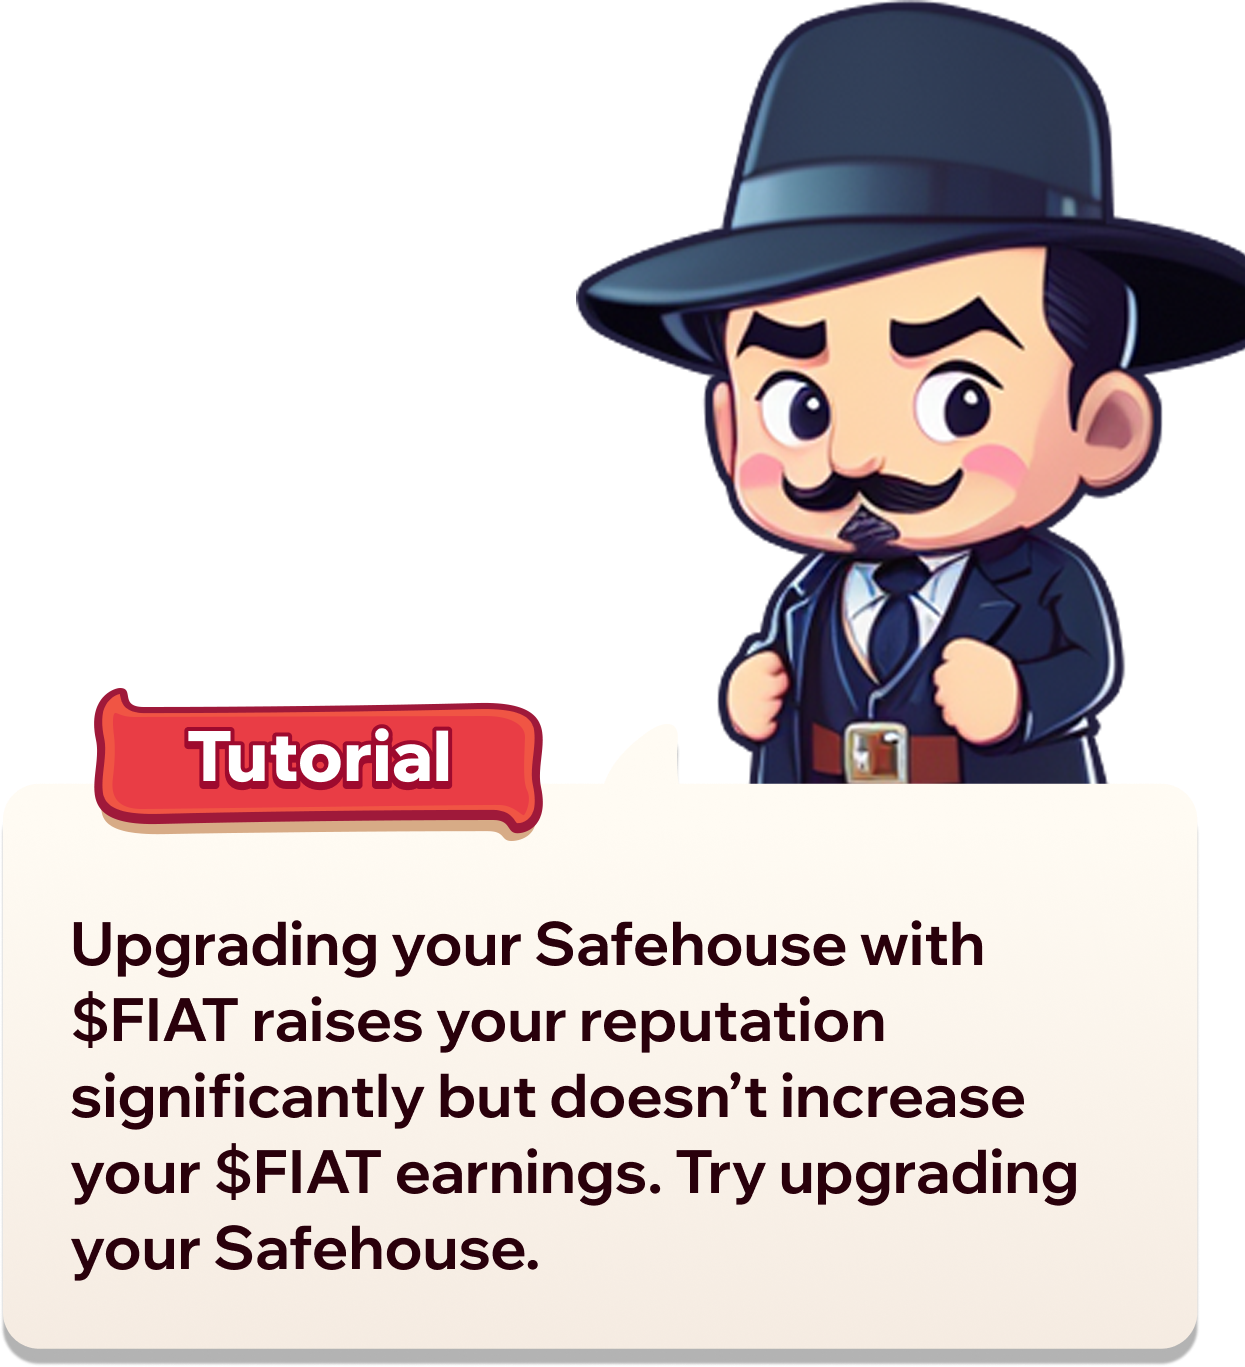 Tutorial
Upgrading your Safehouse with
$FIAT raises your reputation
significantly but doesn’t increase
your $FIAT earnings. Try upgrading
your Safehouse.